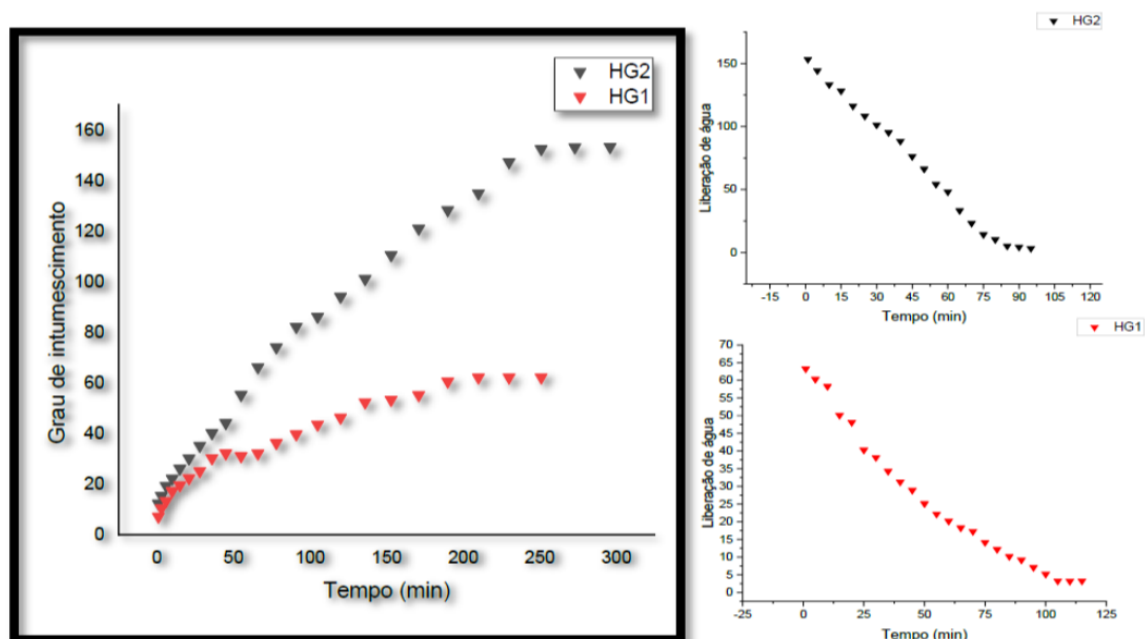 HG2
HG1
Grau de intumescimento
160
140
120
100
80
60
40
20
0
0 50 100 150 200 250 300
Tempo (min)
HG2
Liberação de água
150
100
50
0
-15 0 15 30 45 60 75 90 105 120
Tempo (min)
HG1
Liberação de água
70
65
60
55
50
45
40
35
30
25
20
15
10
5
0
-25 0 25 50 75 100 125
Tempo (min)